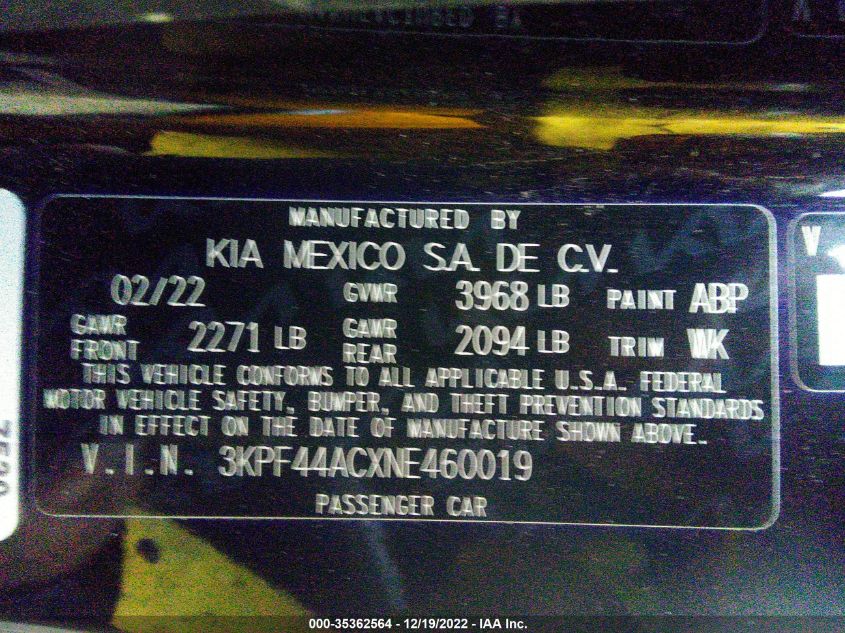 MANUFACTURED BY
KIA MEXICO S.A. DE C.V.
02/22 GVWR 3968 LB PAINT ABP
GAWR FRONT 2271 LB GAWR REAR 2094 LB TRIM WK
THIS VEHICLE CONFORMS TO ALL APPLICABLE U.S.A. FEDERAL
MOTOR VEHICLE SAFETY, BUMPER, AND THEFT PREVENTION STANDARDS
IN EFFECT ON THE DATE OF MANUFACTURE SHOWN ABOVE.
V.I.N. 3KPF44ACXNE460019
PASSENGER CAR
V
000-35362564 - 12/19/2022 - IAA Inc.